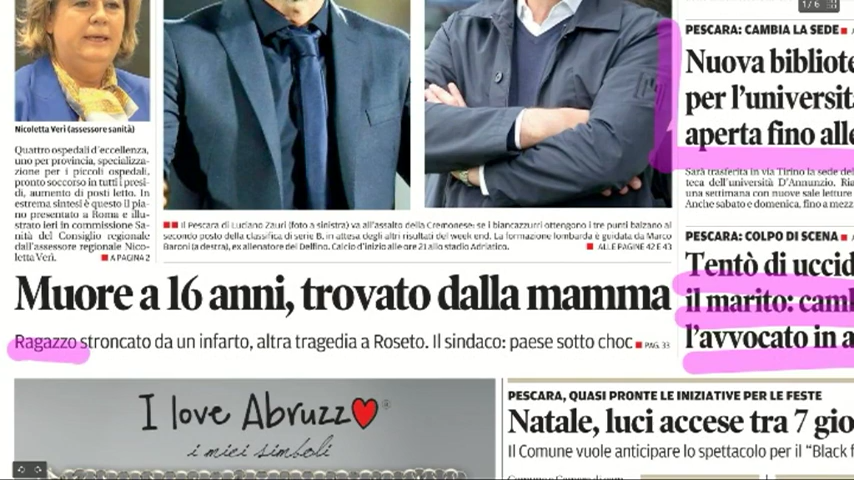 1/6
Nicoletta Verì (assessore sanità)
Quattro ospedali d'eccellenza,
uno per provincia, specializza-
zione per i piccoli ospedali,
pronto soccorso in tutti i presi-
di, aumento di posti letto. In
estrema sintesi è questo il pia-
no presentato a Roma e illu-
strato ieri in commissione Sa-
nità del Consiglio regionale
dall'assessore regionale Nico-
letta Verì.
A PAGINA 2
Il Pescara di Luciano Zauri (foto a sinistra) va all'assalto della Cremonese: se i biancazzurri ottengono i tre punti balzano al
secondo posto della classifica di serie B, in attesa degli altri risultati del week end. La formazione lombarda è guidata da Marco
Baroni (a destra), ex allenatore del Delfino. Calcio d'inizio alle ore 21 allo stadio Adriatico.
ALLE PAGINE 42 E 43
Muore a 16 anni, trovato dalla mamma
Ragazzo stroncato da un infarto, altra tragedia a Roseto. Il sindaco: paese sotto choc
PAG. 33
I love Abruzzo
i miei simboli
PESCARA: CAMBIA LA SEDE
Nuova bibliote
per l'universit
aperta fino alle
Sarà trasferita in via Tirino la sede de
teca dell'università D'Annunzio.
una settimana con nuove sale letture
Anche sabato e domenica, fino a mezz
PESCARA: COLPO DI SCENA
Tentò di uccid
il marito: cam
l'avvocato in a
PESCARA, QUASI PRONTE LE INIZIATIVE PER LE FESTE
Natale, luci accese tra 7 gio
Il Comune vuole anticipare lo spettacolo per il "Black f